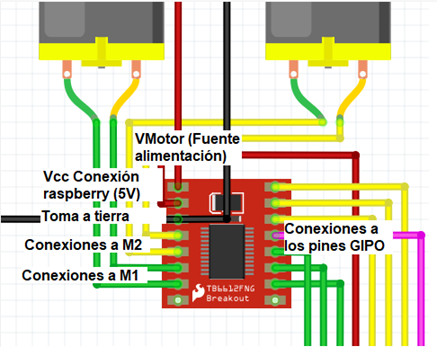 VMotor (Fuente
alimentación)
Vcc Conexión
raspberry (5V)
Toma a tierra
Conexiones a M2
Conexiones a M1
Conexiones a
los pines GIPO
TB6612FNG
Breakout